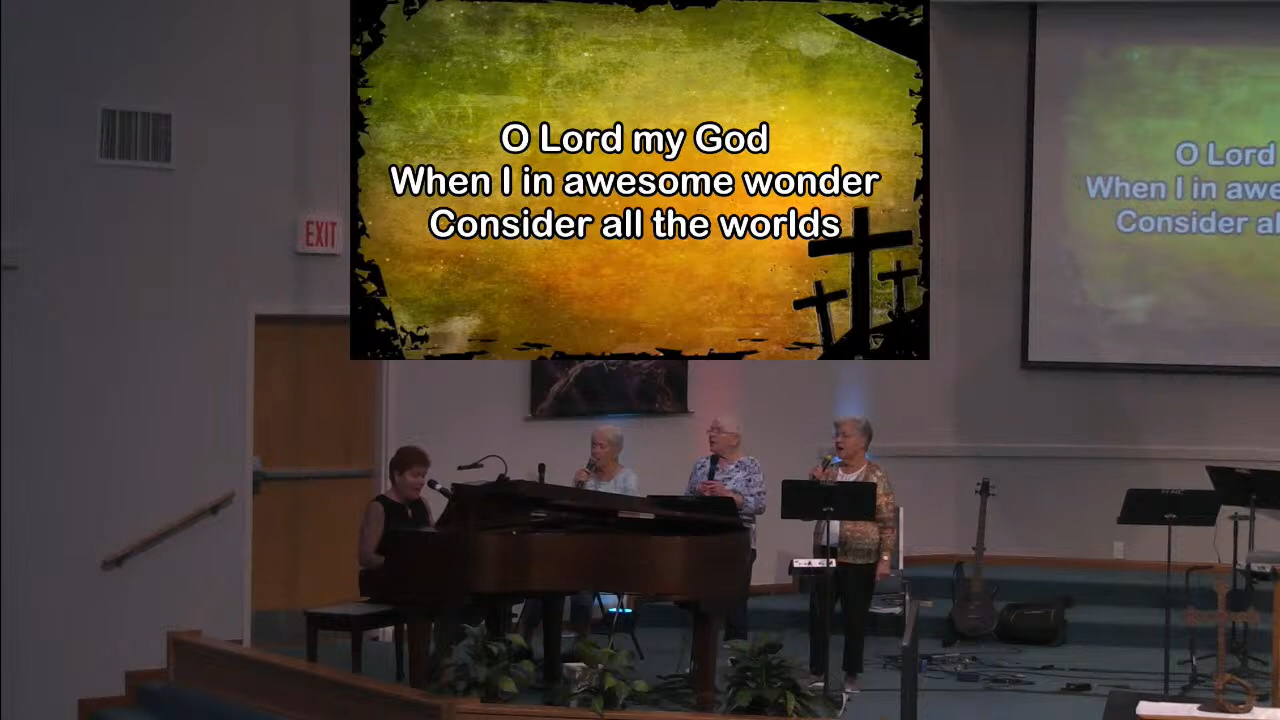 O Lord my God
When I in awesome wonder
Consider all the worlds
EXIT
O Lord
When I in awe
Consider al